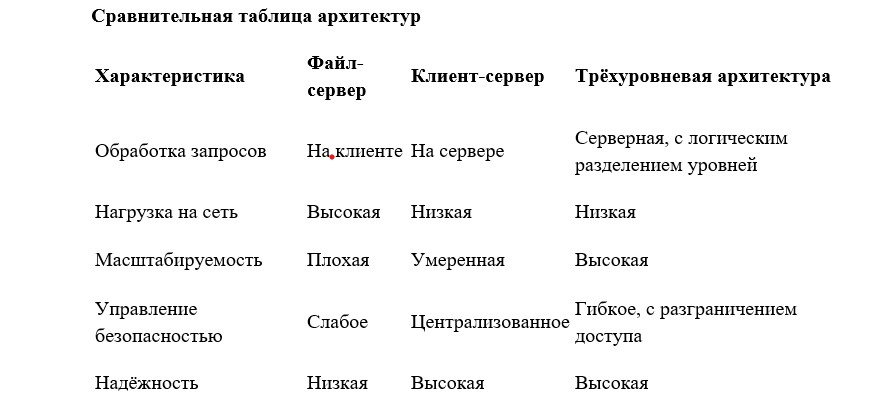 Сравнительная таблица архитектур
Характеристика Файл-сервер Клиент-сервер Трёхуровневая архитектура
Обработка запросов На клиенте На сервере Серверная, с логическим разделением уровней
Нагрузка на сеть Высокая Низкая Низкая
Масштабируемость Плохая Умеренная Высокая
Управление безопасностью Слабое Централизованное Гибкое, с разграничением доступа
Надёжность Низкая Высокая Высокая